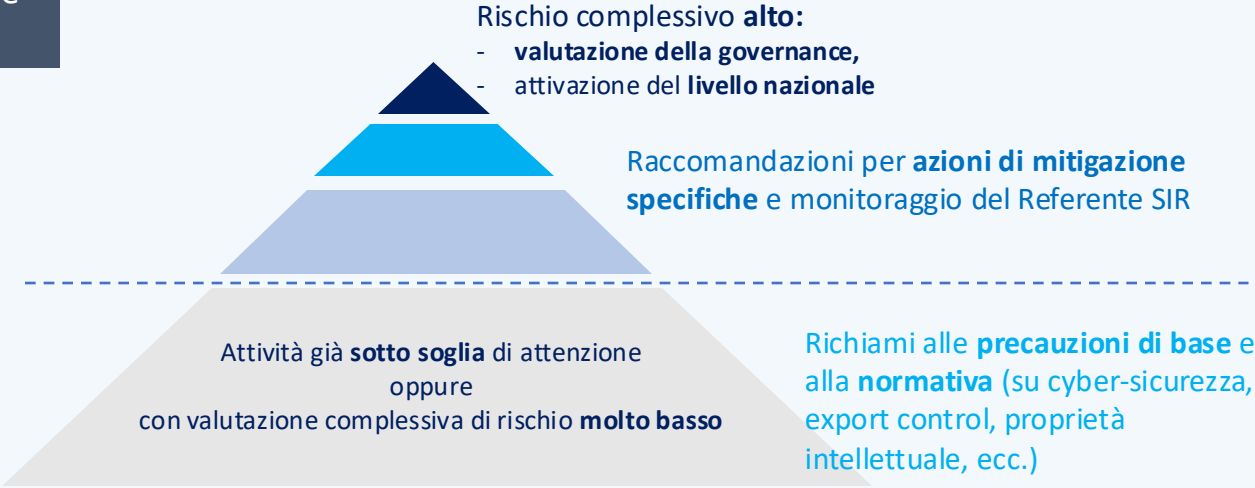 e
Rischio complessivo alto:
- valutazione della governance,
- attivazione del livello nazionale
Raccomandazioni per azioni di mitigazione
specifiche e monitoraggio del Referente SIR
Attività già sotto soglia di attenzione
oppure
con valutazione complessiva di rischio molto basso
Richiami alle precauzioni di base e
alla normativa (su cyber-sicurezza,
export control, proprietà
intellettuale, ecc.)